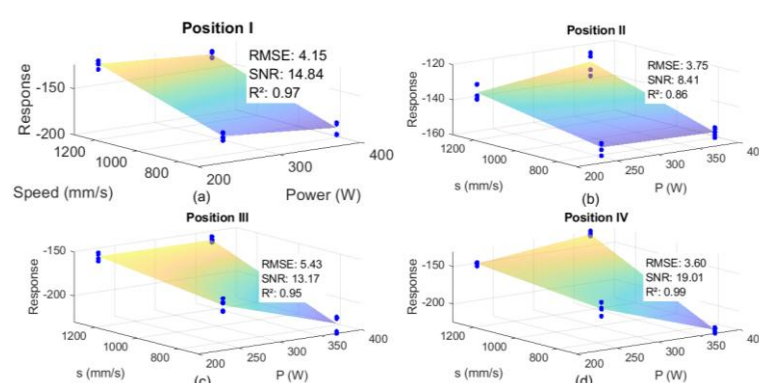 Position I
RMSE: 4.15
SNR: 14.84
R²: 0.97
Response
-150
-200
1200
1000
800
200
300
400
Speed (mm/s)
(a)
Power (W)
Position II
RMSE: 3.75
SNR: 8.41
R²: 0.86
Response
-120
-140
-160
1200
1000
800
200
250
300
350
400
s (mm/s)
(b)
P (W)
Position III
RMSE: 5.43
SNR: 13.17
R²: 0.95
Response
-150
-200
1200
1000
800
200
250
300
350
400
s (mm/s)
(c)
P (W)
Position IV
RMSE: 3.60
SNR: 19.01
R²: 0.99
Response
-150
-200
1200
1000
800
200
250
300
350
s (mm/s)
(d)
P (W)